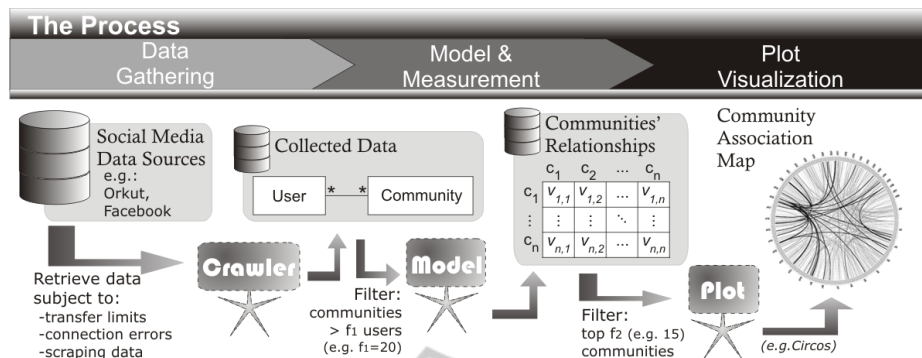 The Process
Data
Gathering
Model &
Measurement
Plot
Visualization
Social Media
Data Sources
e.g.:
Orkut,
Facebook
Collected Data
User
*
*
Community
Communities'
Relationships
c1 c2 ... cn
c1 v1,1 v1,2 ... v1,n
⋮ ⋮ ⋮ ⋱ ⋮
cn vn,1 vn,2 ... vn,n
Community
Association
Map
Retrieve data
subject to:
-transfer limits
-connection errors
-scraping data
Crawler
Filter:
communities
> f1 users
(e.g. f1=20)
Model
Filter:
top f2 (e.g. 15)
communities
Plot
(e.g.Circos)